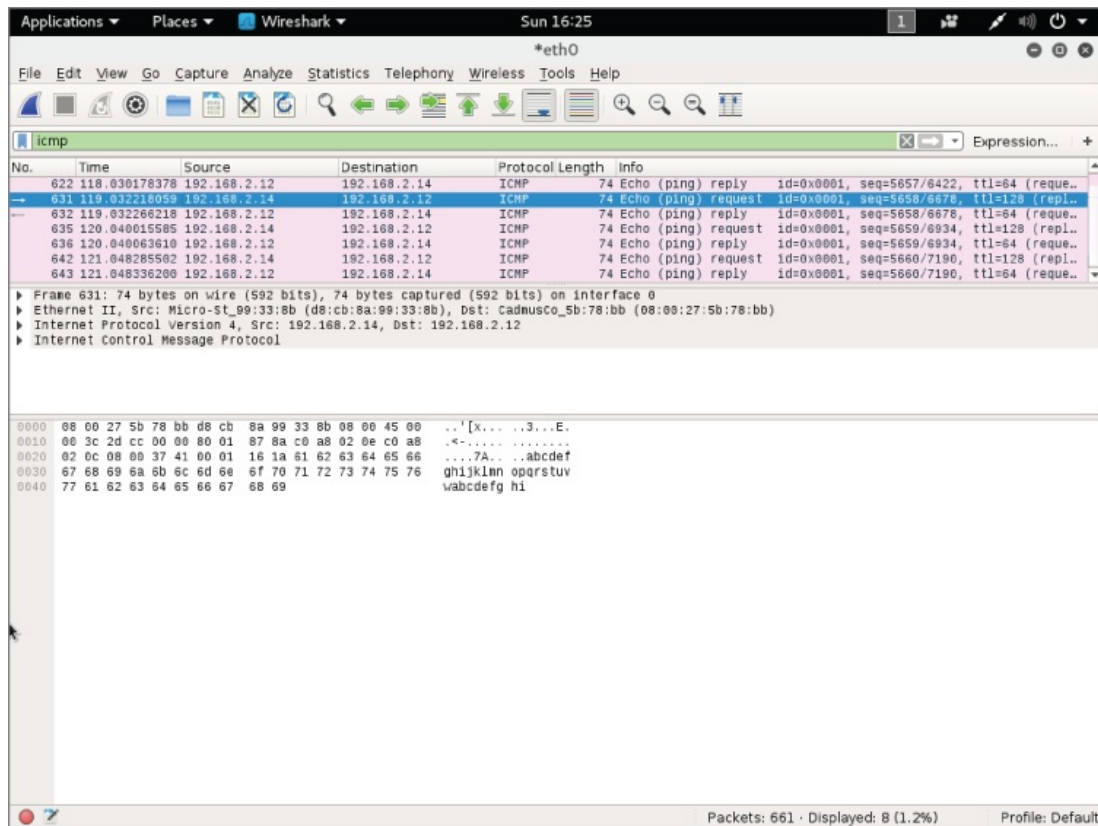 Applications Places Wireshark Sun 16:25 1
*eth0
File Edit View Go Capture Analyze Statistics Telephony Wireless Tools Help
icmp Expression... +
No. Time Source Destination Protocol Length Info
622 118.030178378 192.168.2.12 192.168.2.14 ICMP 74 Echo (ping) reply id=0x0001, seq=5657/6422, ttl=64 (reque..
631 119.032218059 192.168.2.14 192.168.2.12 ICMP 74 Echo (ping) request id=0x0001, seq=5658/6678, ttl=128 (repl..
632 119.032266218 192.168.2.12 192.168.2.14 ICMP 74 Echo (ping) reply id=0x0001, seq=5658/6678, ttl=64 (reque..
635 120.040015585 192.168.2.14 192.168.2.12 ICMP 74 Echo (ping) request id=0x0001, seq=5659/6934, ttl=128 (repl..
636 120.040063610 192.168.2.12 192.168.2.14 ICMP 74 Echo (ping) reply id=0x0001, seq=5659/6934, ttl=64 (reque..
642 121.048285502 192.168.2.14 192.168.2.12 ICMP 74 Echo (ping) request id=0x0001, seq=5660/7190, ttl=128 (repl..
643 121.048336200 192.168.2.12 192.168.2.14 ICMP 74 Echo (ping) reply id=0x0001, seq=5660/7190, ttl=64 (reque..
Frame 631: 74 bytes on wire (592 bits), 74 bytes captured (592 bits) on interface 0
Ethernet II, Src: Micro-St_99:33:8b (d8:cb:8a:99:33:8b), Dst: CadmusCo_5b:78:bb (08:00:27:5b:78:bb)
Internet Protocol Version 4, Src: 192.168.2.14, Dst: 192.168.2.12
Internet Control Message Protocol
0000 08 00 27 5b 78 bb d8 cb 8a 99 33 8b 08 00 45 00 ..'[x... ..3...E.
0010 00 3c 2d cc 00 00 80 01 87 8a c0 a8 02 0e c0 a8 .<-..... ........
0020 02 0c 08 00 37 41 00 01 16 1a 61 62 63 64 65 66 ....7A.. ..abcdef
0030 67 68 69 6a 6b 6c 6d 6e 6f 70 71 72 73 74 75 76 ghijklmn opqrstuv
0040 77 61 62 63 64 65 66 67 68 69 wabcdefg hi
Packets: 661 · Displayed: 8 (1.2%) Profile: Default